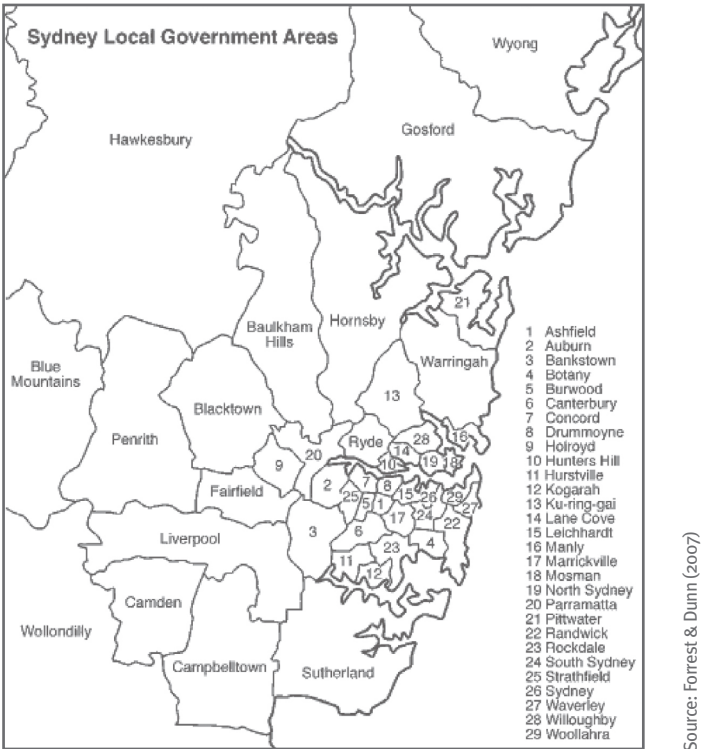 Sydney Local Government Areas
Wyong
Hawkesbury
Gosford
21
Baulkham
Hills
Hornsby
Warringah
Blue
Mountains
13
Blacktown
Penrith
Ryde
28
16
14
20
9
10
19
18
Fairfield
2
7
8
25
5
1
15
26
29
27
24
17
22
Liverpool
3
6
4
23
11
12
Camden
Wollondilly
Campbelltown
Sutherland
1 Ashfield
2 Auburn
3 Bankstown
4 Botany
5 Burwood
6 Canterbury
7 Concord
8 Drummoyne
9 Holroyd
10 Hunters Hill
11 Hurstville
12 Kogarah
13 Ku-ring-gai
14 Lane Cove
15 Leichhardt
16 Manly
17 Marrickville
18 Mosman
19 North Sydney
20 Parramatta
21 Pittwater
22 Randwick
23 Rockdale
24 South Sydney
25 Strathfield
26 Sydney
27 Waverley
28 Willoughby
29 Woollahra
Source: Forrest & Dunn (2007)